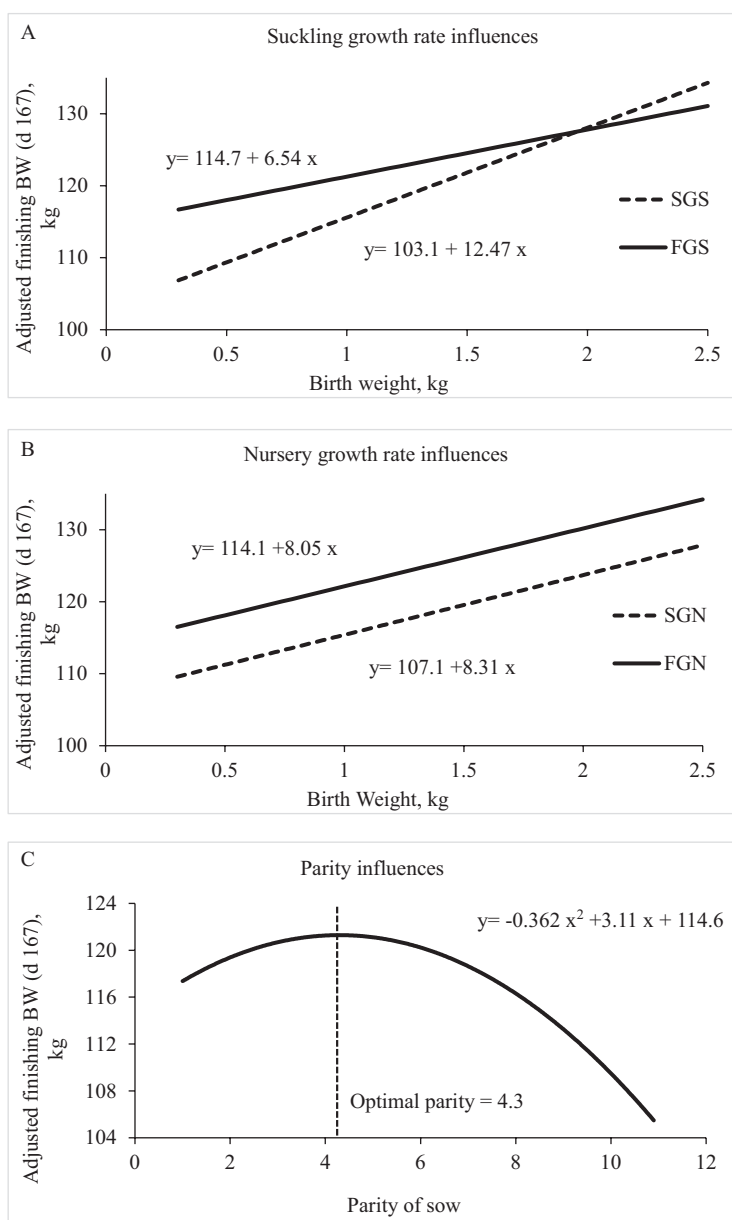 A
Suckling growth rate influences
Adjusted finishing BW (d 167),
kg
130
120
110
100
y= 114.7 + 6.54 x
y= 103.1 + 12.47 x
SGS
FGS
0
0.5
1
1.5
2
2.5
Birth weight, kg
B
Nursery growth rate influences
Adjusted finishing BW (d 167),
kg
130
120
110
100
y= 114.1 +8.05 x
y= 107.1 +8.31 x
SGN
FGN
0
0.5
1
1.5
2
2.5
Birth Weight, kg
C
Parity influences
Adjusted finishing BW (d 167),
kg
124
120
116
112
108
104
y= -0.362 x² +3.11 x + 114.6
Optimal parity = 4.3
0
2
4
6
8
10
12
Parity of sow